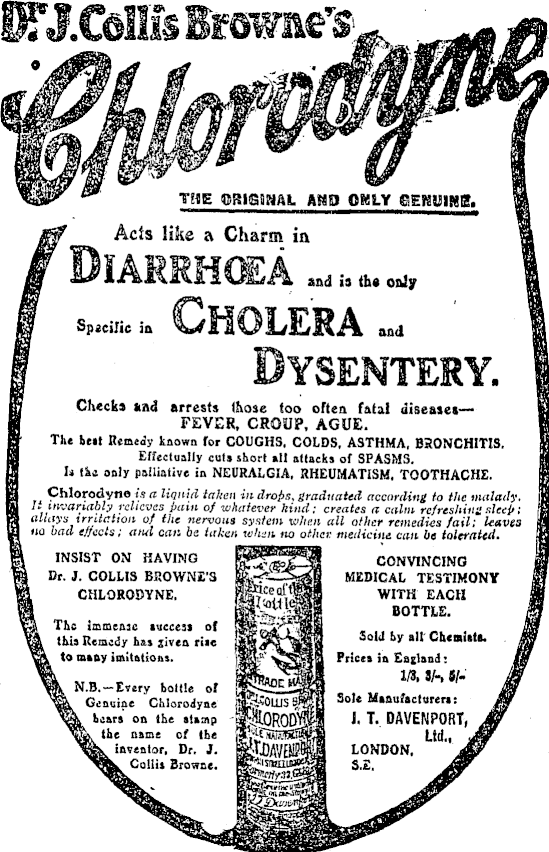 Dr. J. Collis Browne's
Chlorodyne
THE ORIGINAL AND ONLY GENUINE.
Acts like a Charm in
DIARRHŒA and is the only
Specific in CHOLERA and
DYSENTERY.
Checks and arrests those too often fatal diseases—
FEVER, CROUP, AGUE.
The best Remedy known for COUGHS, COLDS, ASTHMA, BRONCHITIS.
Effectually cuts short all attacks of SPASMS.
Is the only palliative in NEURALGIA, RHEUMATISM, TOOTHACHE.
Chlorodyne is a liquid taken in drops, graduated according to the malady.
It invariably relieves pain of whatever kind; creates a calm refreshing sleep;
allays irritation of the nervous system when all other remedies fail; leaves
no bad effects; and can be taken when no other medicine can be tolerated.
INSIST ON HAVING
Dr. J. COLLIS BROWNE'S
CHLORODYNE.
The immense success of
this Remedy has given rise
to many imitations.
N.B.—Every bottle of
Genuine Chlorodyne
bears on the stamp
the name of the
inventor, Dr. J.
Collis Browne.
rice of th
Bottle
TRADE MA
COLLIS B
CHLORODYN
J.T. DAVENPORT
CONVINCING
MEDICAL TESTIMONY
WITH EACH
BOTTLE.
Sold by all Chemists.
Prices in England:
1/3, 3/-, 5/-
Sole Manufacturers:
J. T. DAVENPORT,
Ltd.,
LONDON,
S.E.